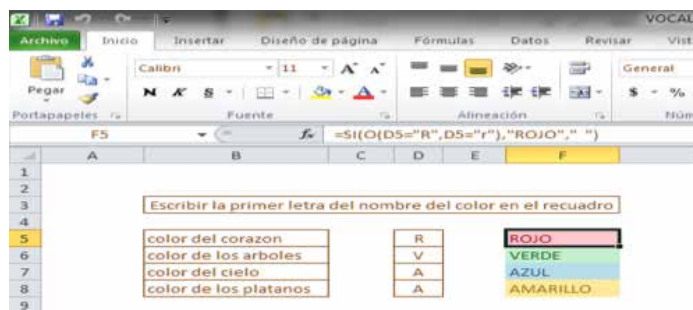 VOCAL
Archivo Inicio Insertar Diseño de página Fórmulas Datos Revisar Vist
Pegar Calibri 11 A A General
N K S A $ %
Portapapeles Fuente Alineación Núm
F5 fx =SI(O(D5="R",D5="r"),"ROJO"," ")
A B C D E F
1
2
3 Escribir la primer letra del nombre del color en el recuadro
4
5 color del corazon R ROJO
6 color de los arboles V VERDE
7 color del cielo A AZUL
8 color de los platanos A AMARILLO
9